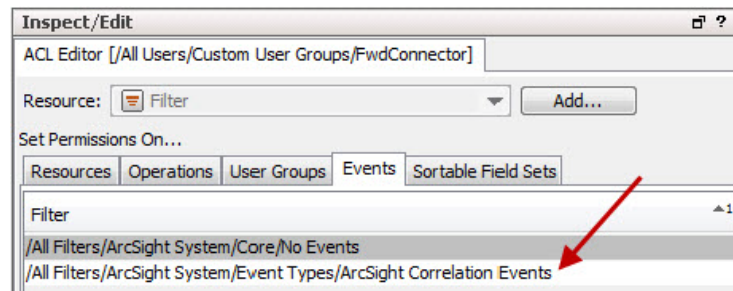 Inspect/Edit ?
ACL Editor [/All Users/Custom User Groups/FwdConnector]
Resource: Filter Add...
Set Permissions On...
Resources Operations User Groups Events Sortable Field Sets
Filter 1
/All Filters/ArcSight System/Core/No Events
/All Filters/ArcSight System/Event Types/ArcSight Correlation Events